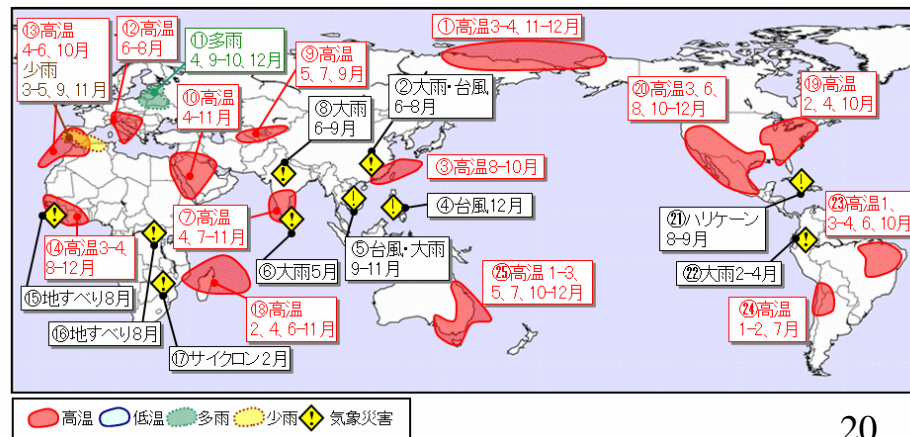 ⑬高温
4-6, 10月
少雨
3-5, 9, 11月
⑫高温
6-8月
⑪多雨
4, 9-10, 12月
⑨高温
5, 7, 9月
①高温3-4, 11-12月
⑩高温
4-11月
⑧大雨
6-9月
②大雨・台風
6-8月
⑳高温3, 6,
8, 10-12月
⑲高温
2, 4, 10月
③高温8-10月
④台風12月
⑦高温
4, 7-11月
⑥大雨5月
⑤台風・大雨
9-11月
㉑ハリケーン
8-9月
㉓高温1,
3-4, 6, 10月
⑭高温3-4,
8-12月
⑮地すべり8月
⑯地すべり8月
⑰サイクロン2月
⑱高温
2, 4, 6-11月
㉕高温 1-3,
5, 7, 10-12月
㉒大雨2-4月
㉔高温
1-2, 7月
高温 低温 多雨 少雨 気象災害
20